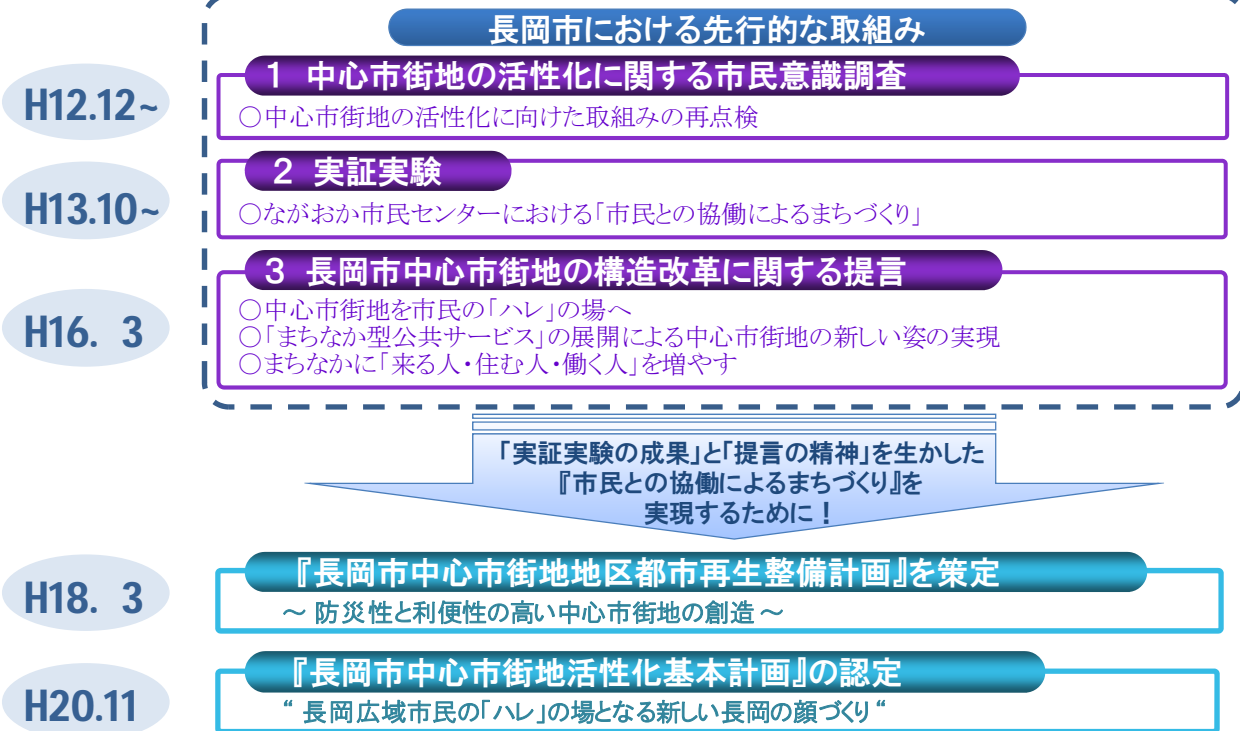 長岡市における先行的な取組み
H12.12~
1 中心市街地の活性化に関する市民意識調査
○中心市街地の活性化に向けた取組みの再点検
H13.10~
2 実証実験
○ながおか市民センターにおける「市民との協働によるまちづくり」
H16. 3
3 長岡市中心市街地の構造改革に関する提言
○中心市街地を市民の「ハレ」の場へ
○「まちなか型公共サービス」の展開による中心市街地の新しい姿の実現
○まちなかに「来る人・住む人・働く人」を増やす
「実証実験の成果」と「提言の精神」を生かした
『市民との協働によるまちづくり』を
実現するために!
H18. 3
『長岡市中心市街地地区都市再生整備計画』を策定
～ 防災性と利便性の高い中心市街地の創造 ～
H20.11
『長岡市中心市街地活性化基本計画』の認定
“ 長岡広域市民の「ハレ」の場となる新しい長岡の顔づくり “